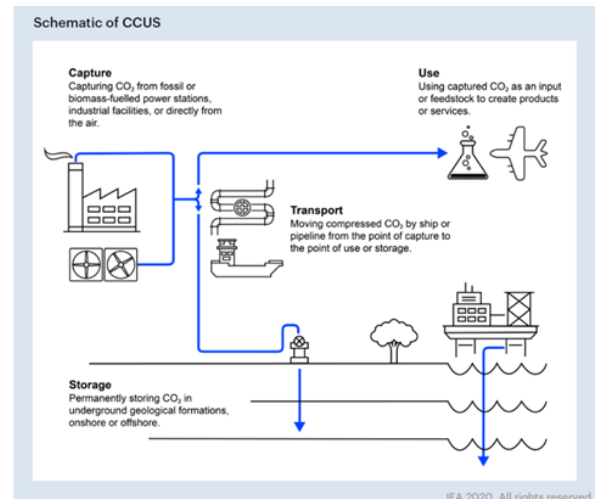 Schematic of CCUS
Capture
Capturing CO₂ from fossil or
biomass-fuelled power stations,
industrial facilities, or directly from
the air.
Use
Using captured CO₂ as an input
or feedstock to create products
or services.
Transport
Moving compressed CO₂ by ship or
pipeline from the point of capture to
the point of use or storage.
Storage
Permanently storing CO₂ in
underground geological formations,
onshore or offshore.
IEA 2020. All rights reserved